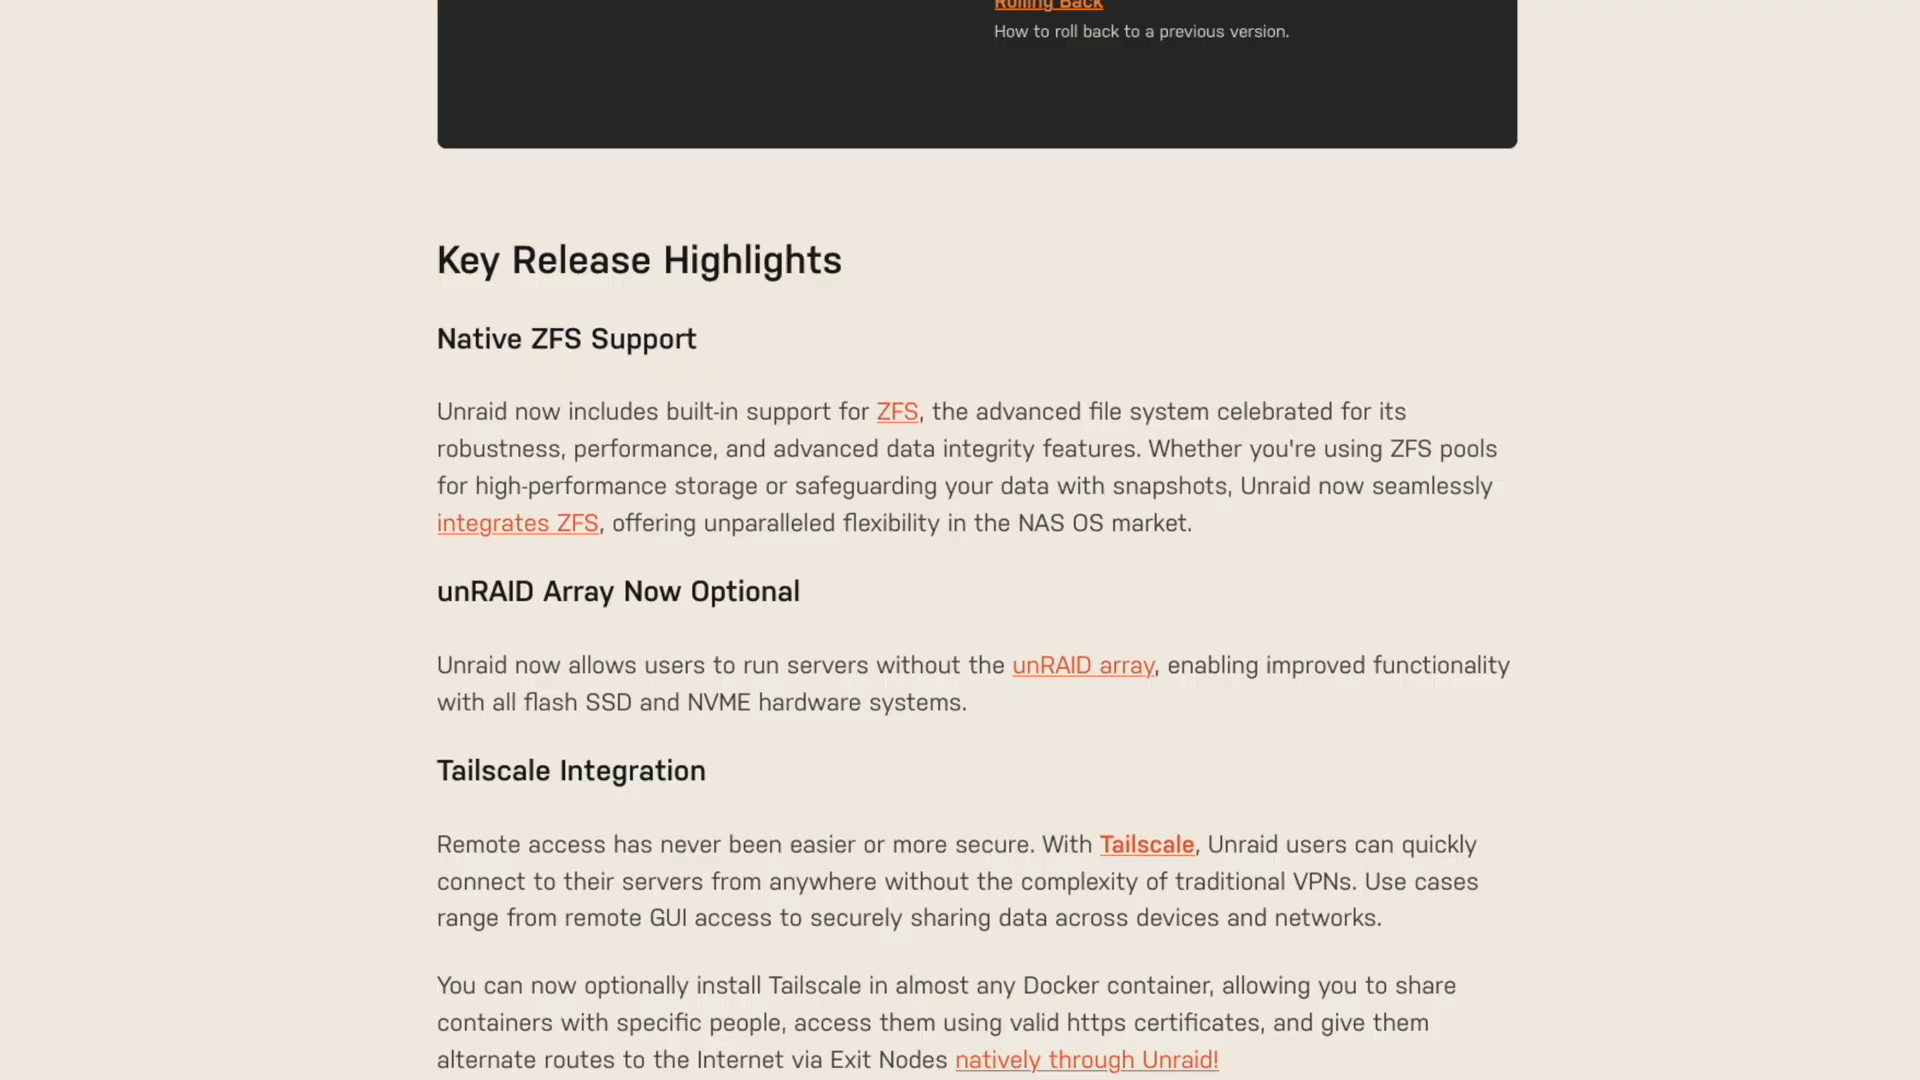 Rolling Back
How to roll back to a previous version.
Key Release Highlights
Native ZFS Support
Unraid now includes built-in support for ZFS, the advanced file system celebrated for its
robustness, performance, and advanced data integrity features. Whether you're using ZFS pools
for high-performance storage or safeguarding your data with snapshots, Unraid now seamlessly
integrates ZFS, offering unparalleled flexibility in the NAS OS market.
unRAID Array Now Optional
Unraid now allows users to run servers without the unRAID array, enabling improved functionality
with all flash SSD and NVME hardware systems.
Tailscale Integration
Remote access has never been easier or more secure. With Tailscale, Unraid users can quickly
connect to their servers from anywhere without the complexity of traditional VPNs. Use cases
range from remote GUI access to securely sharing data across devices and networks.
You can now optionally install Tailscale in almost any Docker container, allowing you to share
containers with specific people, access them using valid https certificates, and give them
alternate routes to the Internet via Exit Nodes natively through Unraid!